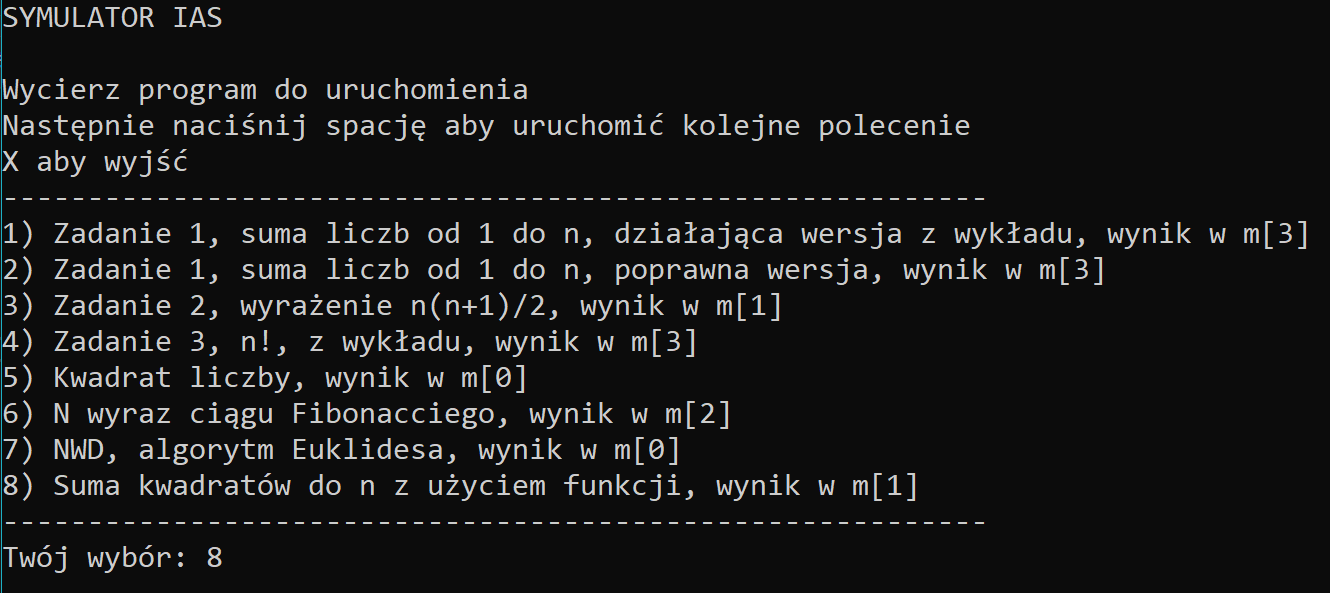 SYMULATOR IAS
Wycierz program do uruchomienia
Następnie naciśnij spację aby uruchomić kolejne polecenie
X aby wyjść
----------------------------------------------------------
1) Zadanie 1, suma liczb od 1 do n, działająca wersja z wykładu, wynik w m[3]
2) Zadanie 1, suma liczb od 1 do n, poprawna wersja, wynik w m[3]
3) Zadanie 2, wyrażenie n(n+1)/2, wynik w m[1]
4) Zadanie 3, n!, z wykładu, wynik w m[3]
5) Kwadrat liczby, wynik w m[0]
6) N wyraz ciągu Fibonacciego, wynik w m[2]
7) NWD, algorytm Euklidesa, wynik w m[0]
8) Suma kwadratów do n z użyciem funkcji, wynik w m[1]
----------------------------------------------------------
Twój wybór: 8